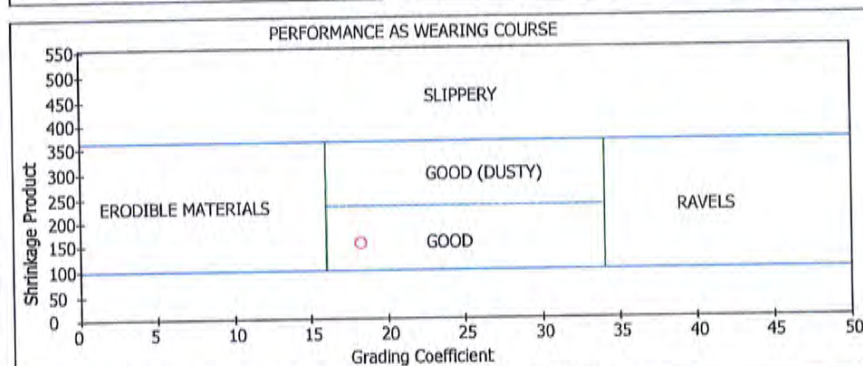 PERFORMANCE AS WEARING COURSE
550
500
450
400
350
300
250
200
150
100
50
0
Shrinkage Product
SLIPPERY
GOOD (DUSTY)
ERODIBLE MATERIALS
RAVELS
GOOD
0 5 10 15 20 25 30 35 40 45 50
Grading Coefficient